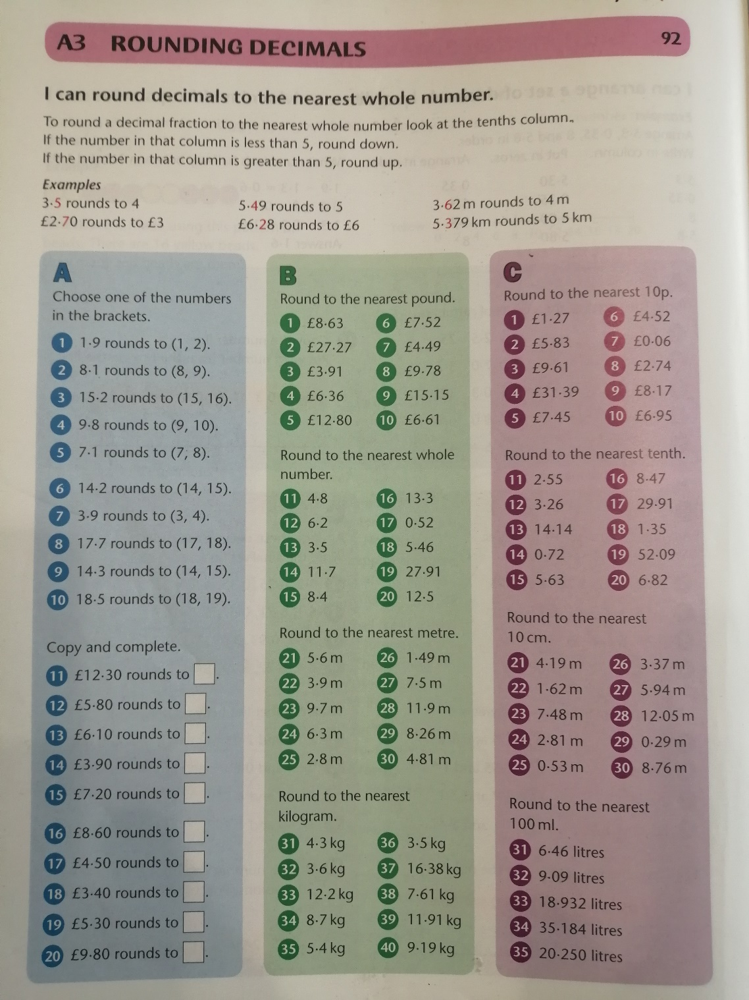 A3 ROUNDING DECIMALS 92
I can round decimals to the nearest whole number.
To round a decimal fraction to the nearest whole number look at the tenths column.
If the number in that column is less than 5, round down.
If the number in that column is greater than 5, round up.
Examples
3·5 rounds to 4 5·49 rounds to 5 3·62 m rounds to 4 m
£2·70 rounds to £3 £6·28 rounds to £6 5·379 km rounds to 5 km
A
Choose one of the numbers
in the brackets.
1 1·9 rounds to (1, 2).
2 8·1 rounds to (8, 9).
3 15·2 rounds to (15, 16).
4 9·8 rounds to (9, 10).
5 7·1 rounds to (7, 8).
6 14·2 rounds to (14, 15).
7 3·9 rounds to (3, 4).
8 17·7 rounds to (17, 18).
9 14·3 rounds to (14, 15).
10 18·5 rounds to (18, 19).
Copy and complete.
11 £12·30 rounds to □.
12 £5·80 rounds to □.
13 £6·10 rounds to □.
14 £3·90 rounds to □.
15 £7·20 rounds to □.
16 £8·60 rounds to □.
17 £4·50 rounds to □.
18 £3·40 rounds to □.
19 £5·30 rounds to □.
20 £9·80 rounds to □.
B
Round to the nearest pound.
1 £8·63 6 £7·52
2 £27·27 7 £4·49
3 £3·91 8 £9·78
4 £6·36 9 £15·15
5 £12·80 10 £6·61
Round to the nearest whole
number.
11 4·8 16 13·3
12 6·2 17 0·52
13 3·5 18 5·46
14 11·7 19 27·91
15 8·4 20 12·5
Round to the nearest metre.
21 5·6 m 26 1·49 m
22 3·9 m 27 7·5 m
23 9·7 m 28 11·9 m
24 6·3 m 29 8·26 m
25 2·8 m 30 4·81 m
Round to the nearest
kilogram.
31 4·3 kg 36 3·5 kg
32 3·6 kg 37 16·38 kg
33 12·2 kg 38 7·61 kg
34 8·7 kg 39 11·91 kg
35 5·4 kg 40 9·19 kg
C
Round to the nearest 10p.
1 £1·27 6 £4·52
2 £5·83 7 £0·06
3 £9·61 8 £2·74
4 £31·39 9 £8·17
5 £7·45 10 £6·95
Round to the nearest tenth.
11 2·55 16 8·47
12 3·26 17 29·91
13 14·14 18 1·35
14 0·72 19 52·09
15 5·63 20 6·82
Round to the nearest
10 cm.
21 4·19 m 26 3·37 m
22 1·62 m 27 5·94 m
23 7·48 m 28 12·05 m
24 2·81 m 29 0·29 m
25 0·53 m 30 8·76 m
Round to the nearest
100 ml.
31 6·46 litres
32 9·09 litres
33 18·932 litres
34 35·184 litres
35 20·250 litres